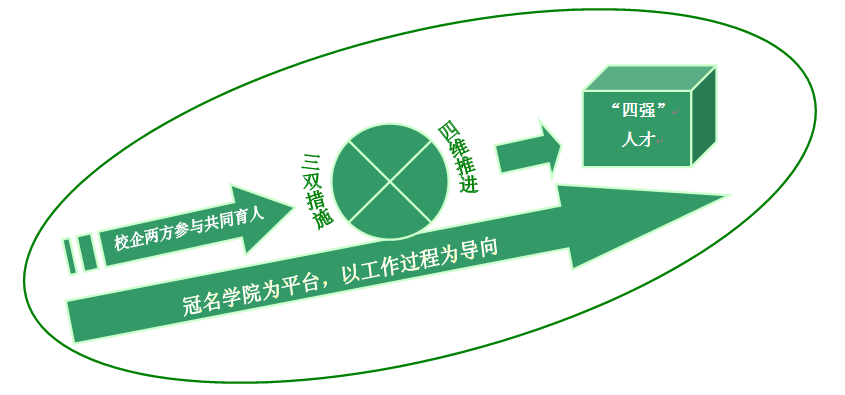 校企两方参与共同育人
三双措施
四维推进
“四强”
人才
冠名学院为平台，以工作过程为导向